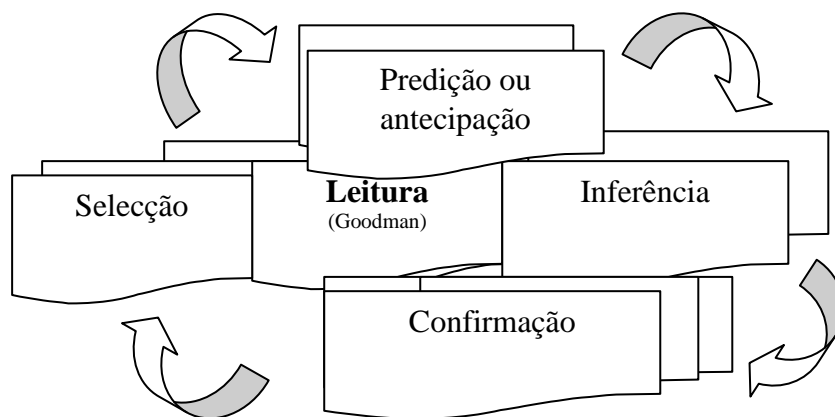 Predição ou
antecipação
Selecção
Leitura
(Goodman)
Inferência
Confirmação